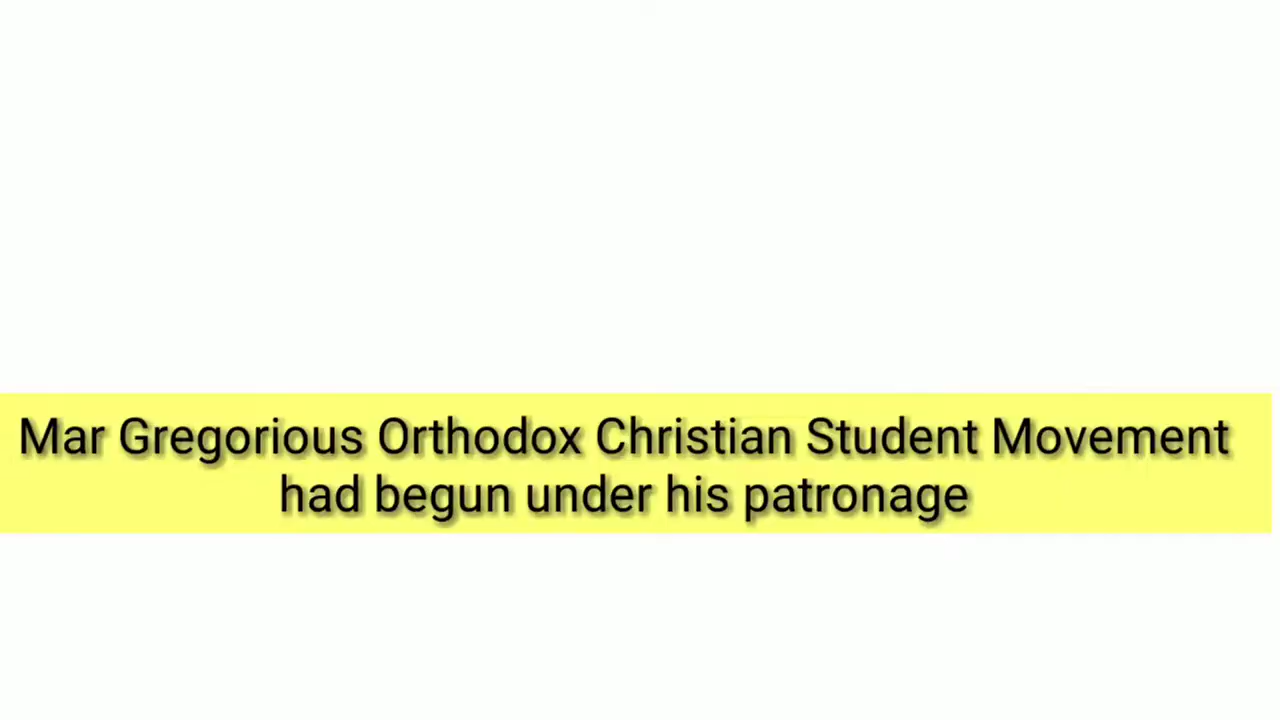 Mar Gregorious Orthodox Christian Student Movement
had begun under his patronage